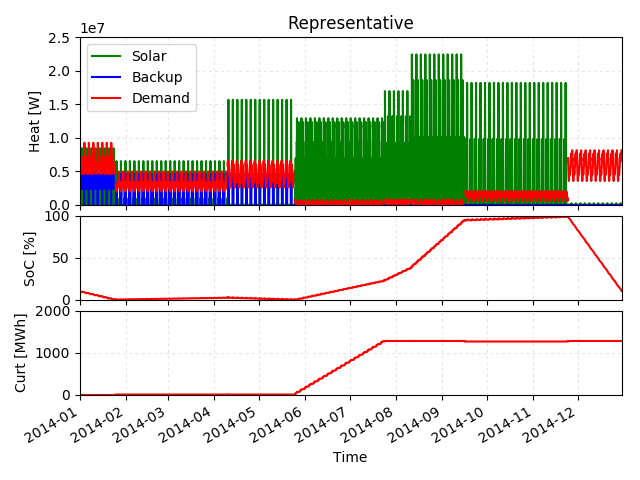 Representative
1e7
2.5
2.0
1.5
1.0
0.5
0.0
Heat [W]
Solar
Backup
Demand
100
50
0
SoC [%]
2000
1000
0
Curt [MWh]
2014-01
2014-02
2014-03
2014-04
2014-05
2014-06
2014-07
2014-08
2014-09
2014-10
2014-11
2014-12
Time